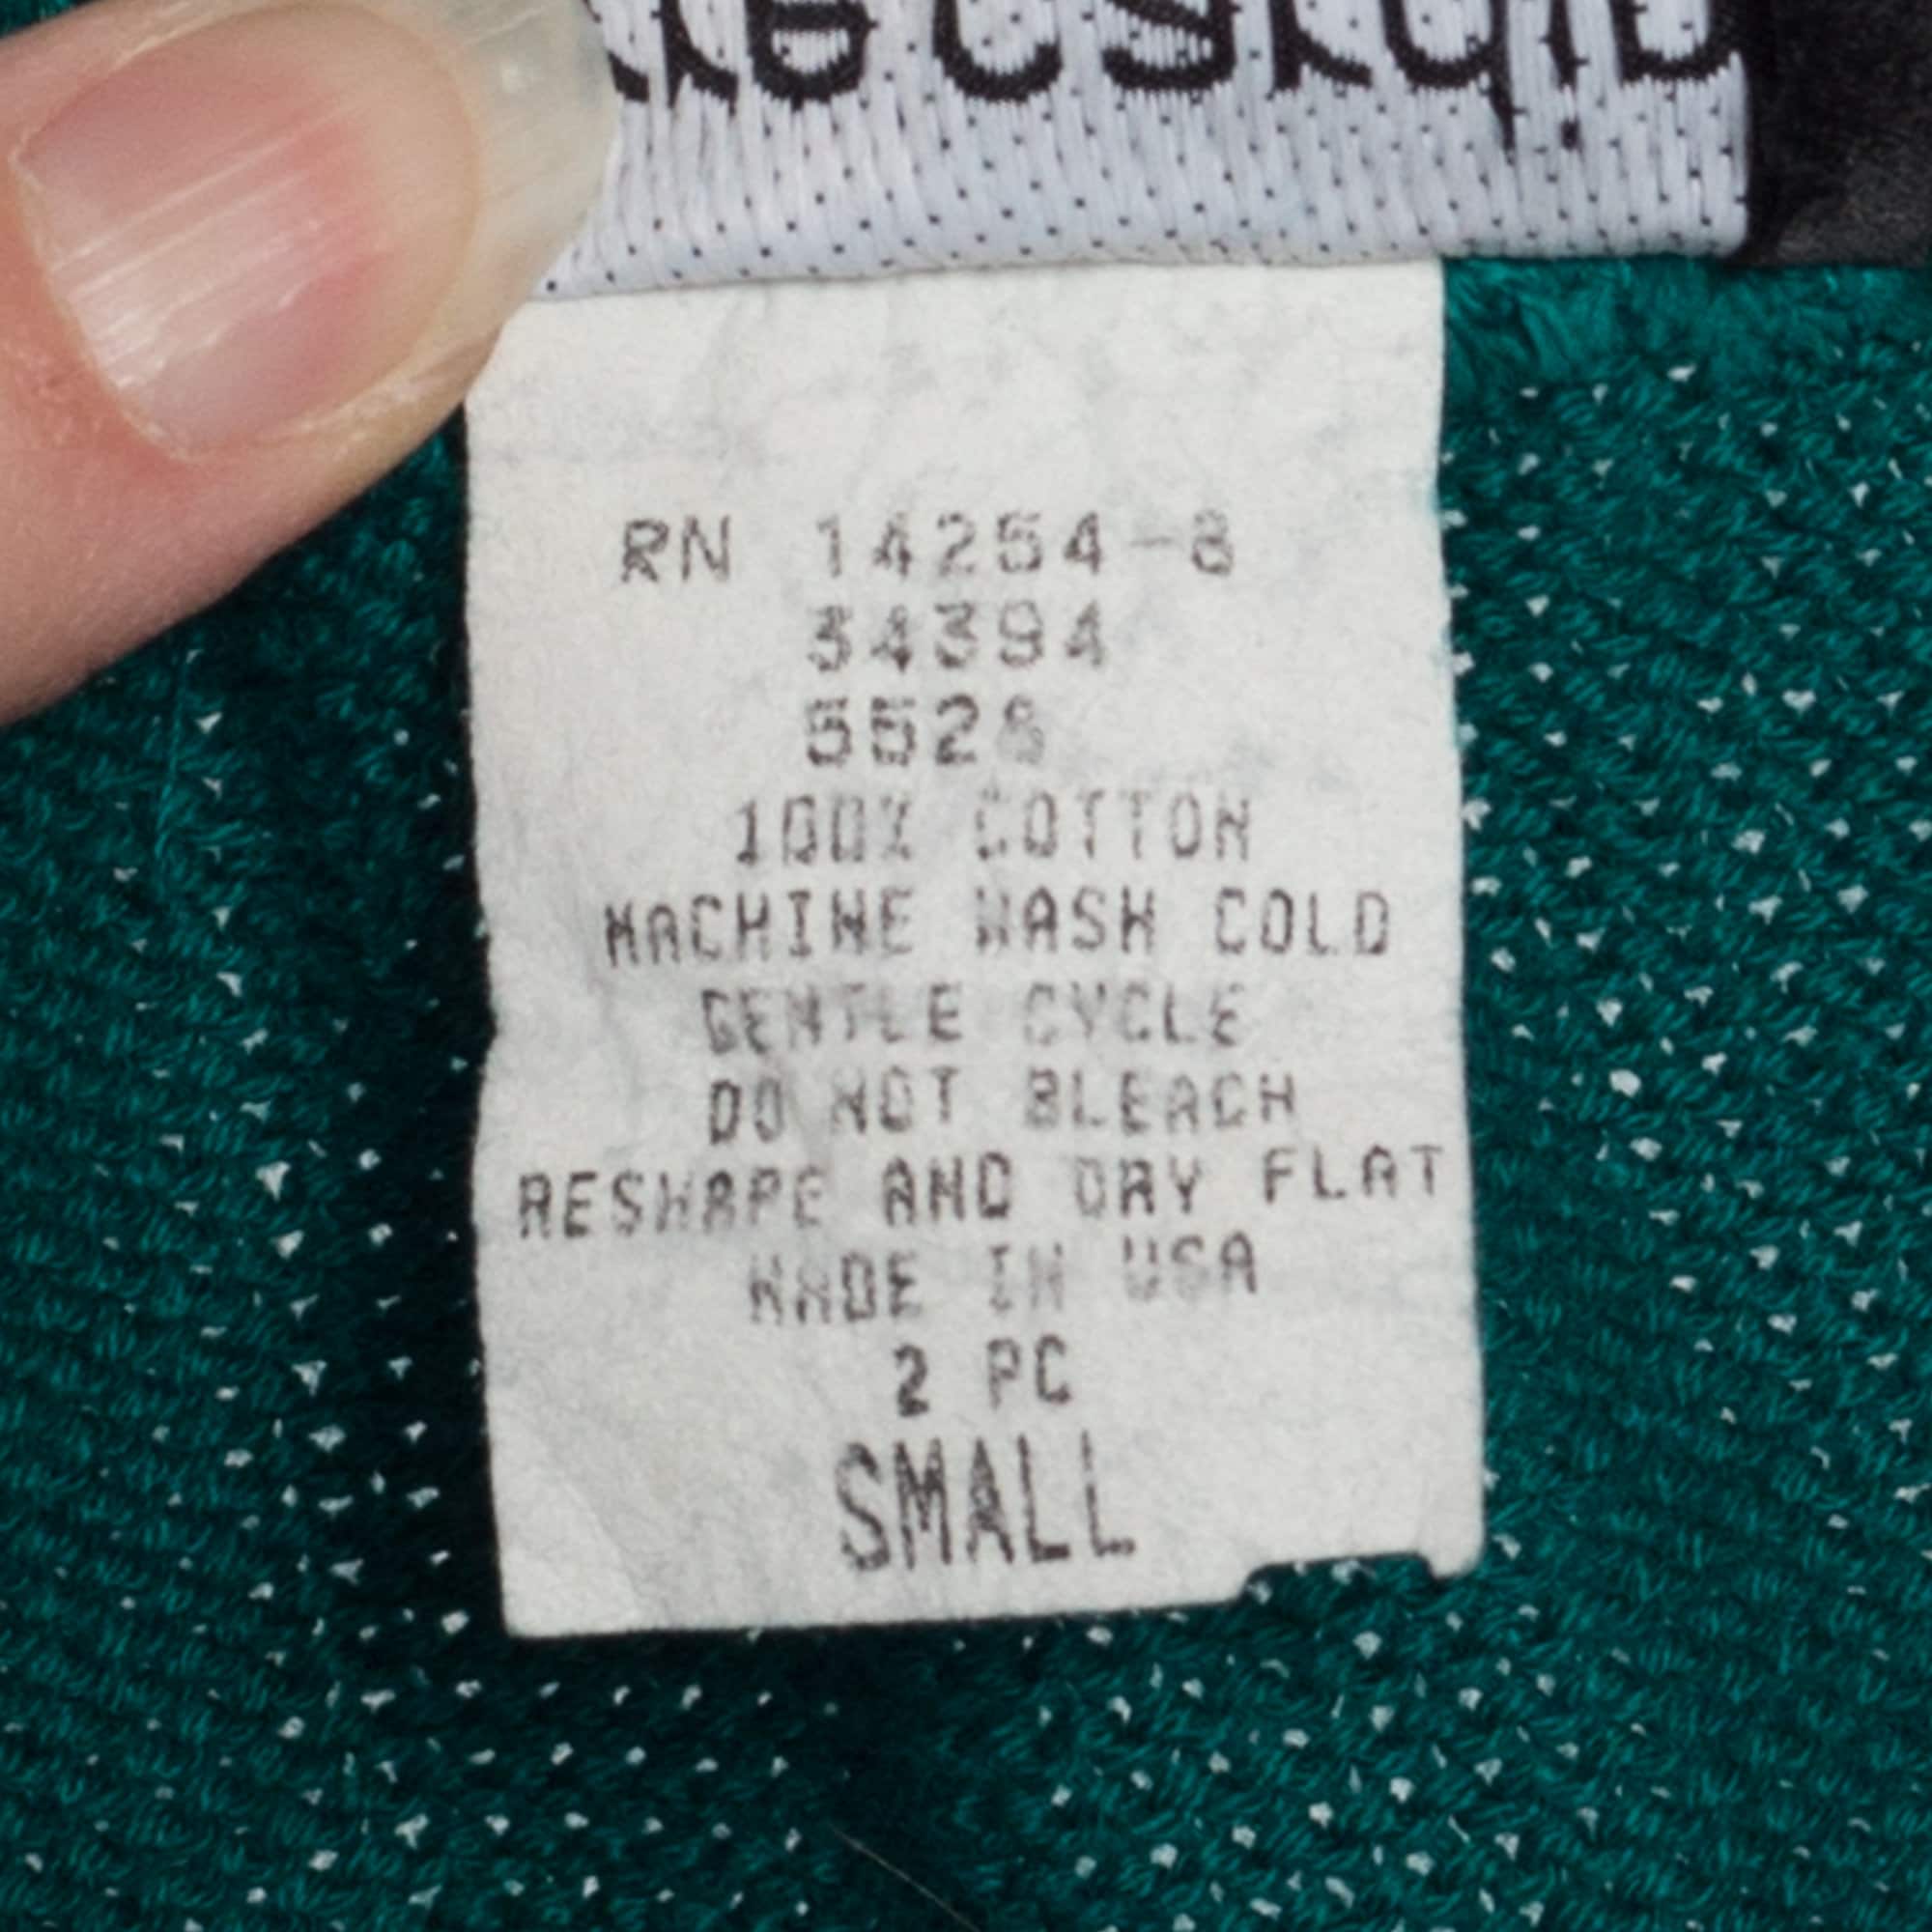 RN 14254-8
34394
5528
100% COTTON
MACHINE WASH COLD
GENTLE CYCLE
DO NOT BLEACH
RESHAPE AND DRY FLAT
MADE IN USA
2 PC
SMALL